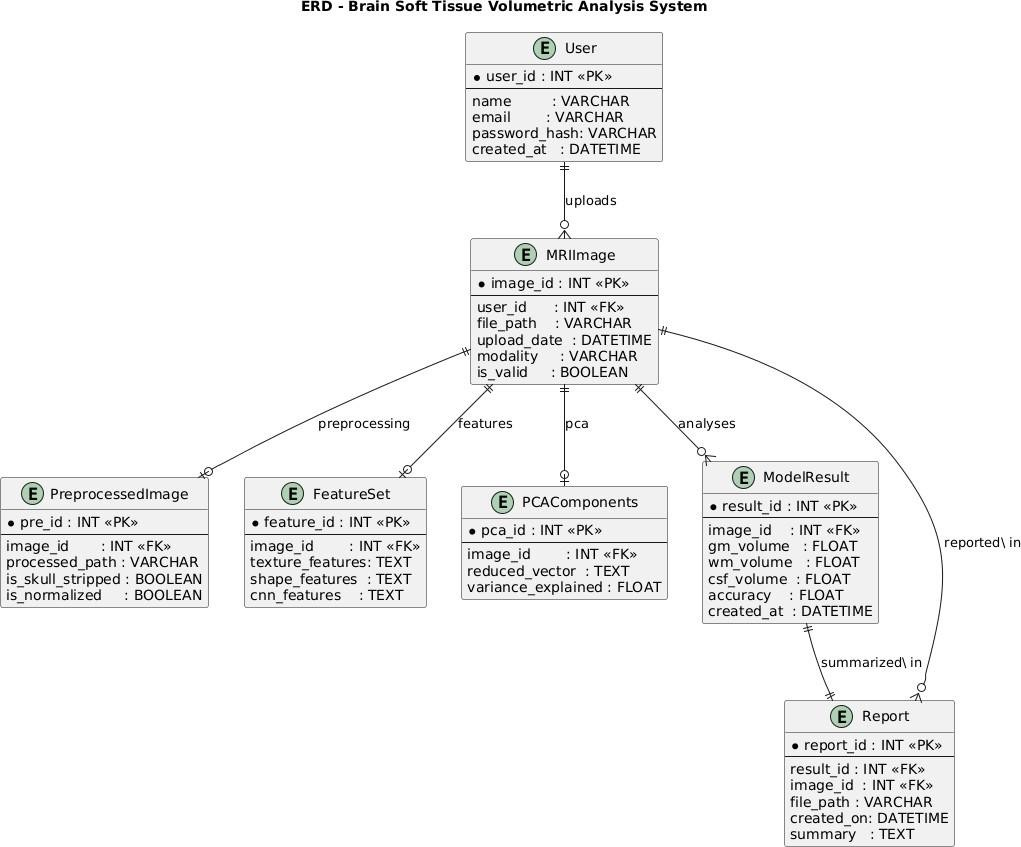 ERD - Brain Soft Tissue Volumetric Analysis System
E User
* user_id : INT «PK»
name : VARCHAR
email : VARCHAR
password_hash: VARCHAR
created_at : DATETIME
uploads
E MRIImage
* image_id : INT «PK»
user_id : INT «FK»
file_path : VARCHAR
upload_date : DATETIME
modality : VARCHAR
is_valid : BOOLEAN
preprocessing
features
pca
analyses
reported\ in
E PreprocessedImage
* pre_id : INT «PK»
image_id : INT «FK»
processed_path : VARCHAR
is_skull_stripped : BOOLEAN
is_normalized : BOOLEAN
E FeatureSet
* feature_id : INT «PK»
image_id : INT «FK»
texture_features: TEXT
shape_features : TEXT
cnn_features : TEXT
E PCAComponents
* pca_id : INT «PK»
image_id : INT «FK»
reduced_vector : TEXT
variance_explained : FLOAT
E ModelResult
* result_id : INT «PK»
image_id : INT «FK»
gm_volume : FLOAT
wm_volume : FLOAT
csf_volume : FLOAT
accuracy : FLOAT
created_at : DATETIME
summarized\ in
E Report
* report_id : INT «PK»
result_id : INT «FK»
image_id : INT «FK»
file_path : VARCHAR
created_on: DATETIME
summary : TEXT